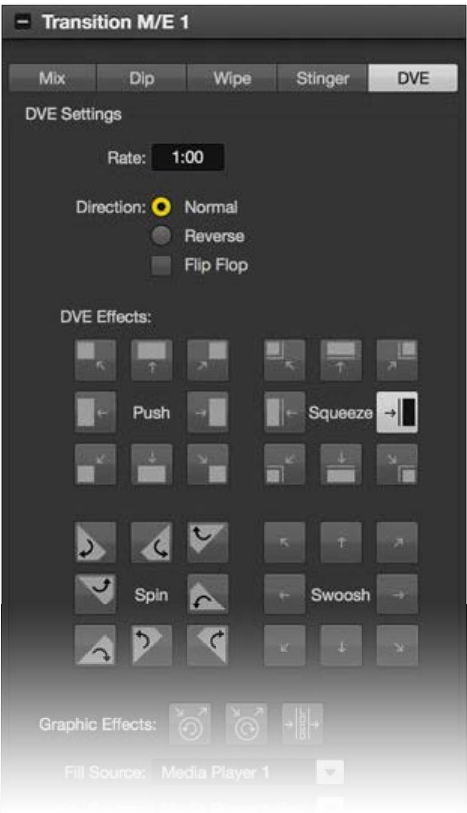 Transition M/E 1
Mix Dip Wipe Stinger DVE
DVE Settings
Rate: 1:00
Direction: Normal
Reverse
Flip Flop
DVE Effects:
Push Squeeze
Spin Swoosh
Graphic Effects:
Fill Source: Media Player 1